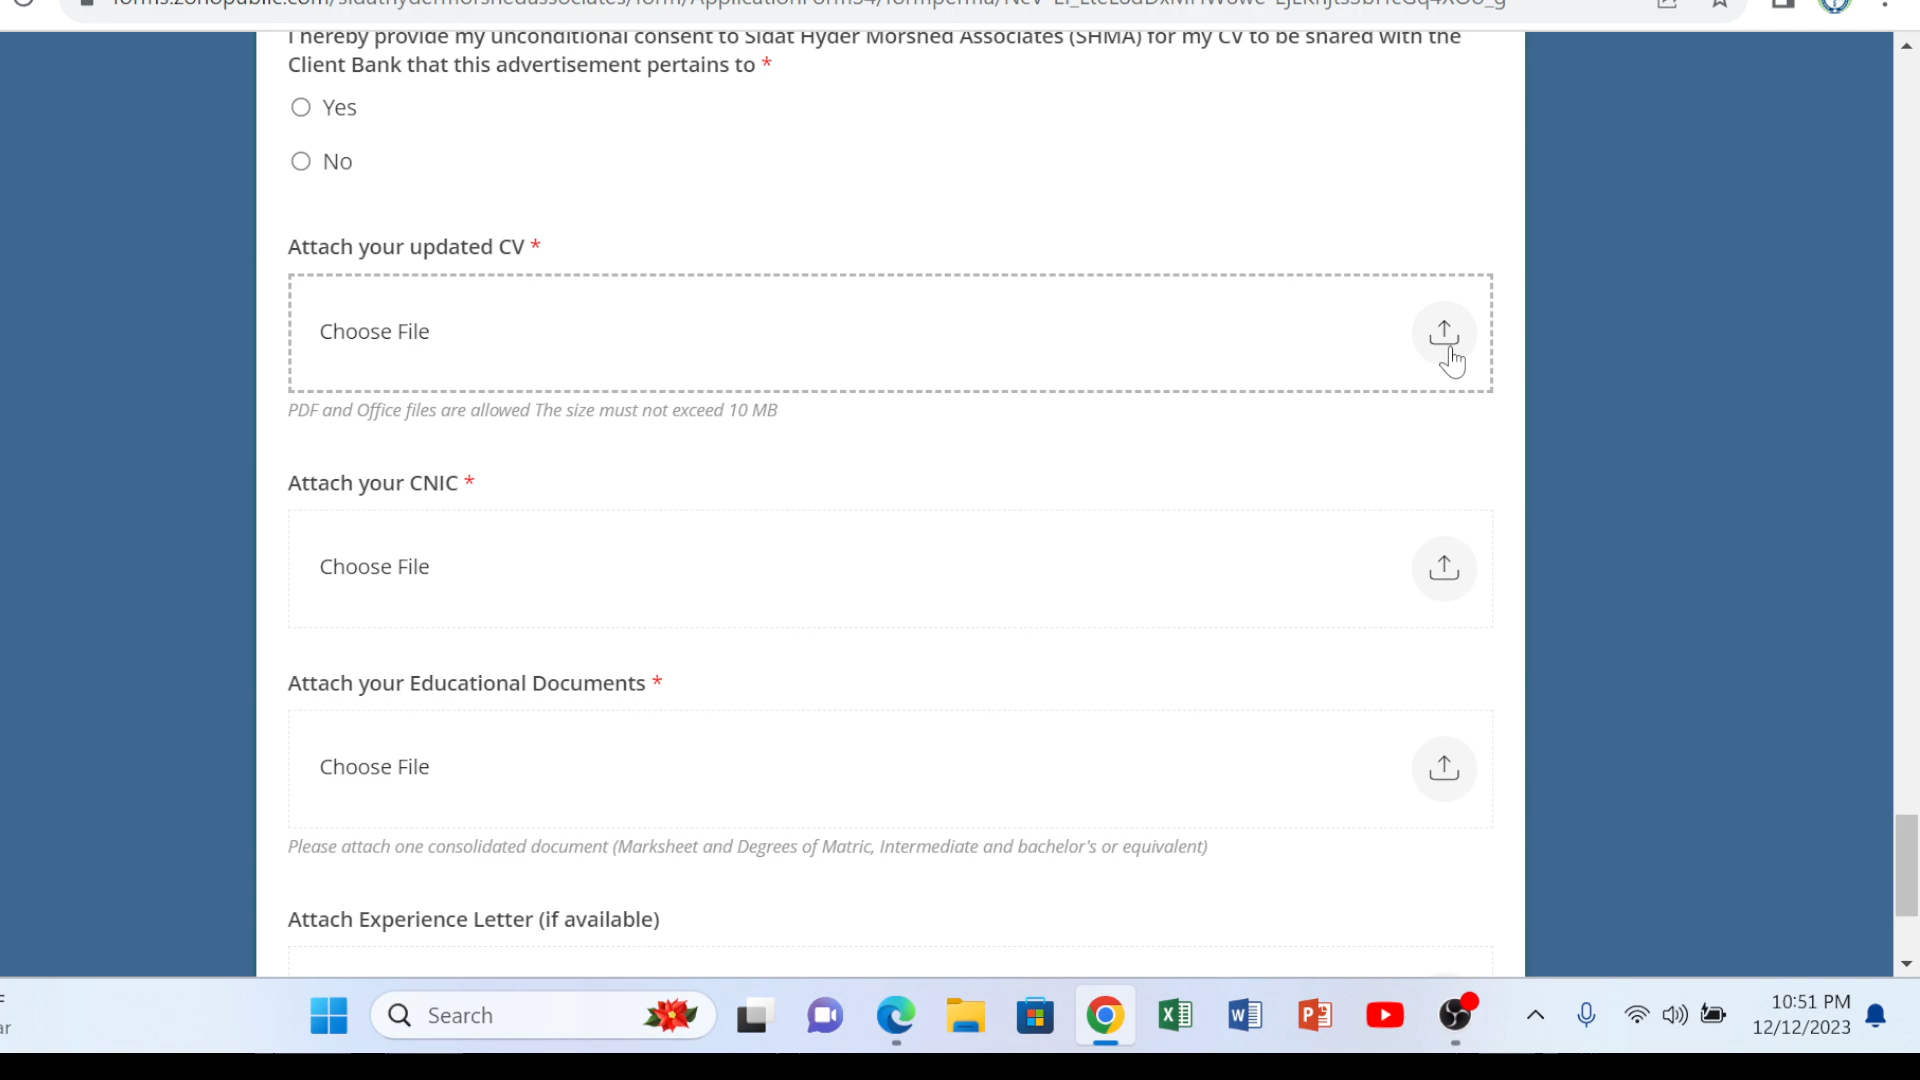 I hereby provide my unconditional consent to Sidat Hyder Morshed Associates (SHMA) for my CV to be shared with the
Client Bank that this advertisement pertains to *
Yes
No
Attach your updated CV *
Choose File
PDF and Office files are allowed The size must not exceed 10 MB
Attach your CNIC *
Choose File
Attach your Educational Documents *
Choose File
Please attach one consolidated document (Marksheet and Degrees of Matric, Intermediate and bachelor's or equivalent)
Attach Experience Letter (if available)
Search
10:51 PM
12/12/2023